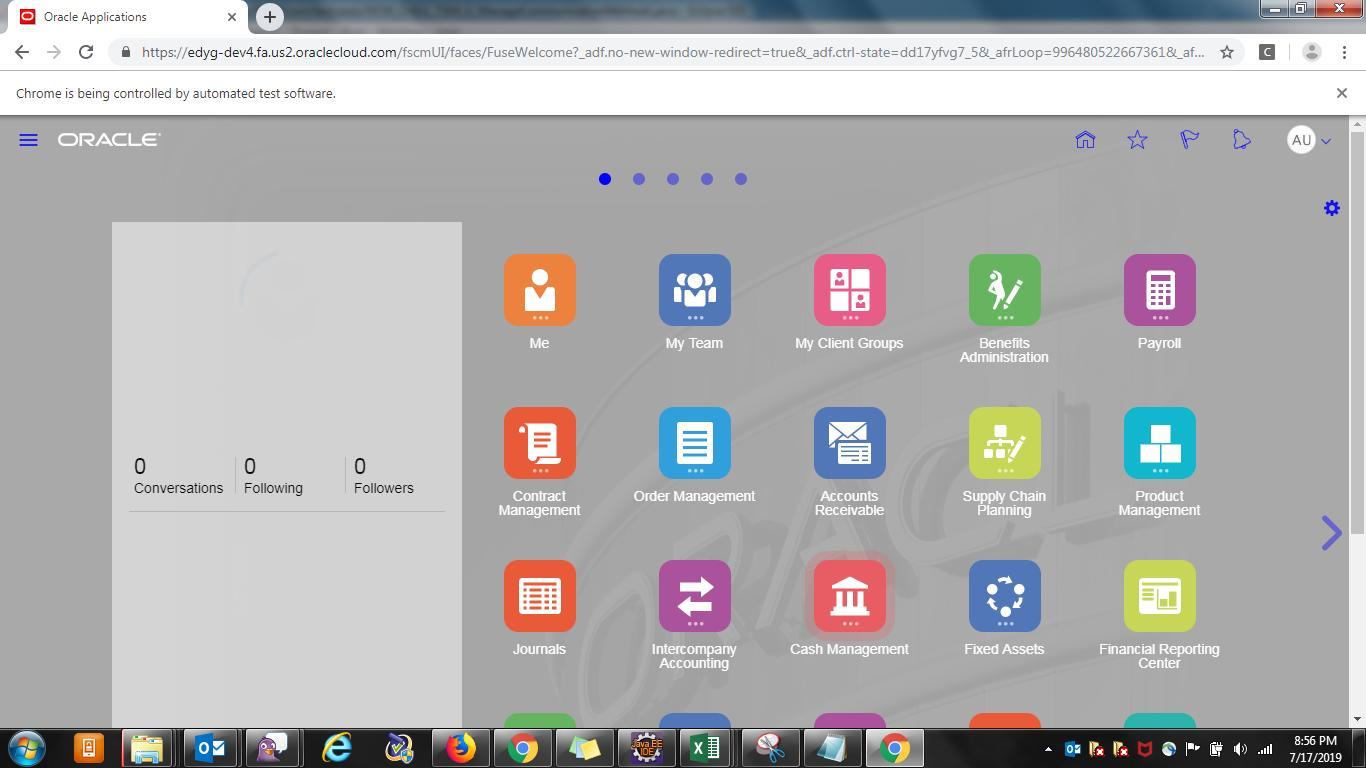 Oracle Applications
https://edyg-dev4.fa.us2.oraclecloud.com/fscmUI/faces/FuseWelcome?_adf.no-new-window-redirect=true&_adf.ctrl-state=dd17yfvg7_5&_afrLoop=996480522667361&_af...
C
Chrome is being controlled by automated test software.
ORACLE
AU
Me
My Team
My Client Groups
Benefits
Administration
Payroll
0
Conversations
0
Following
0
Followers
Contract
Management
Order Management
Accounts
Receivable
Supply Chain
Planning
Product
Management
Journals
Intercompany
Accounting
Cash Management
Fixed Assets
Financial Reporting
Center
Java EE
IDE
8:56 PM
7/17/2019